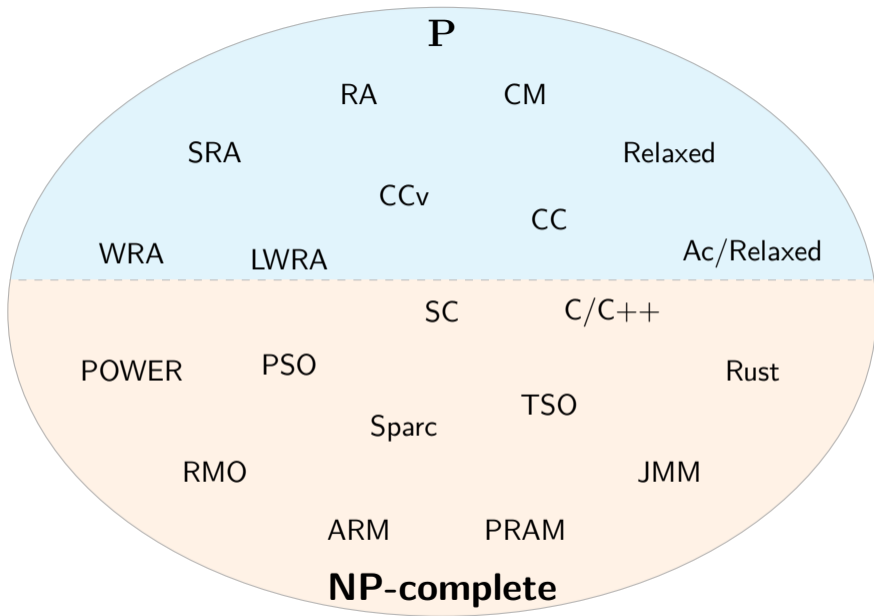 P
RA CM
SRA Relaxed
CCv
CC
WRA LWRA Ac/Relaxed
SC C/C++
POWER PSO Rust
TSO
Sparc
RMO JMM
ARM PRAM
NP-complete